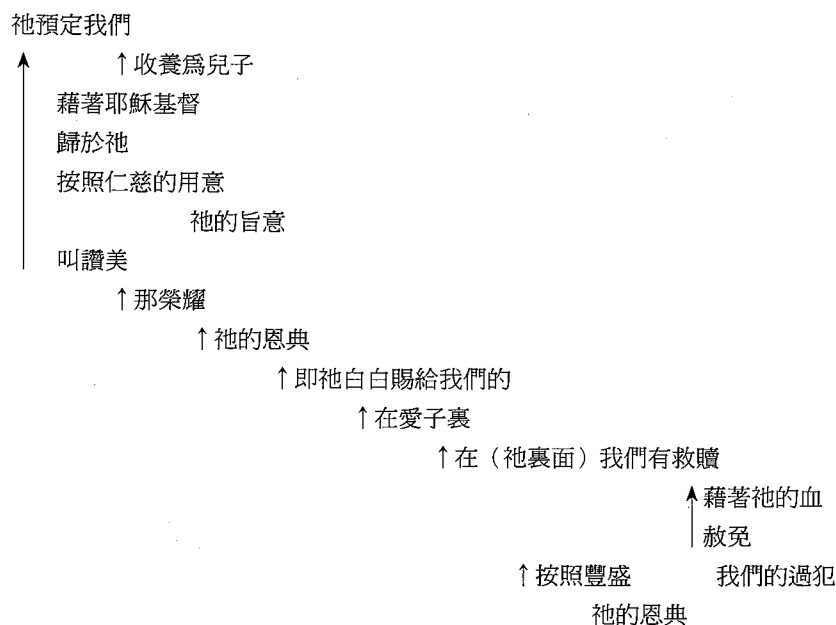 祂預定我們
↑收養爲兒子
藉著耶穌基督
歸於祂
按照仁慈的用意
祂的旨意
叫讚美
↑那榮耀
↑祂的恩典
↑即祂白白賜給我們的
↑在愛子裏
↑在（祂裏面）我們有救贖
藉著祂的血
赦免
↑按照豐盛 我們的過犯
祂的恩典